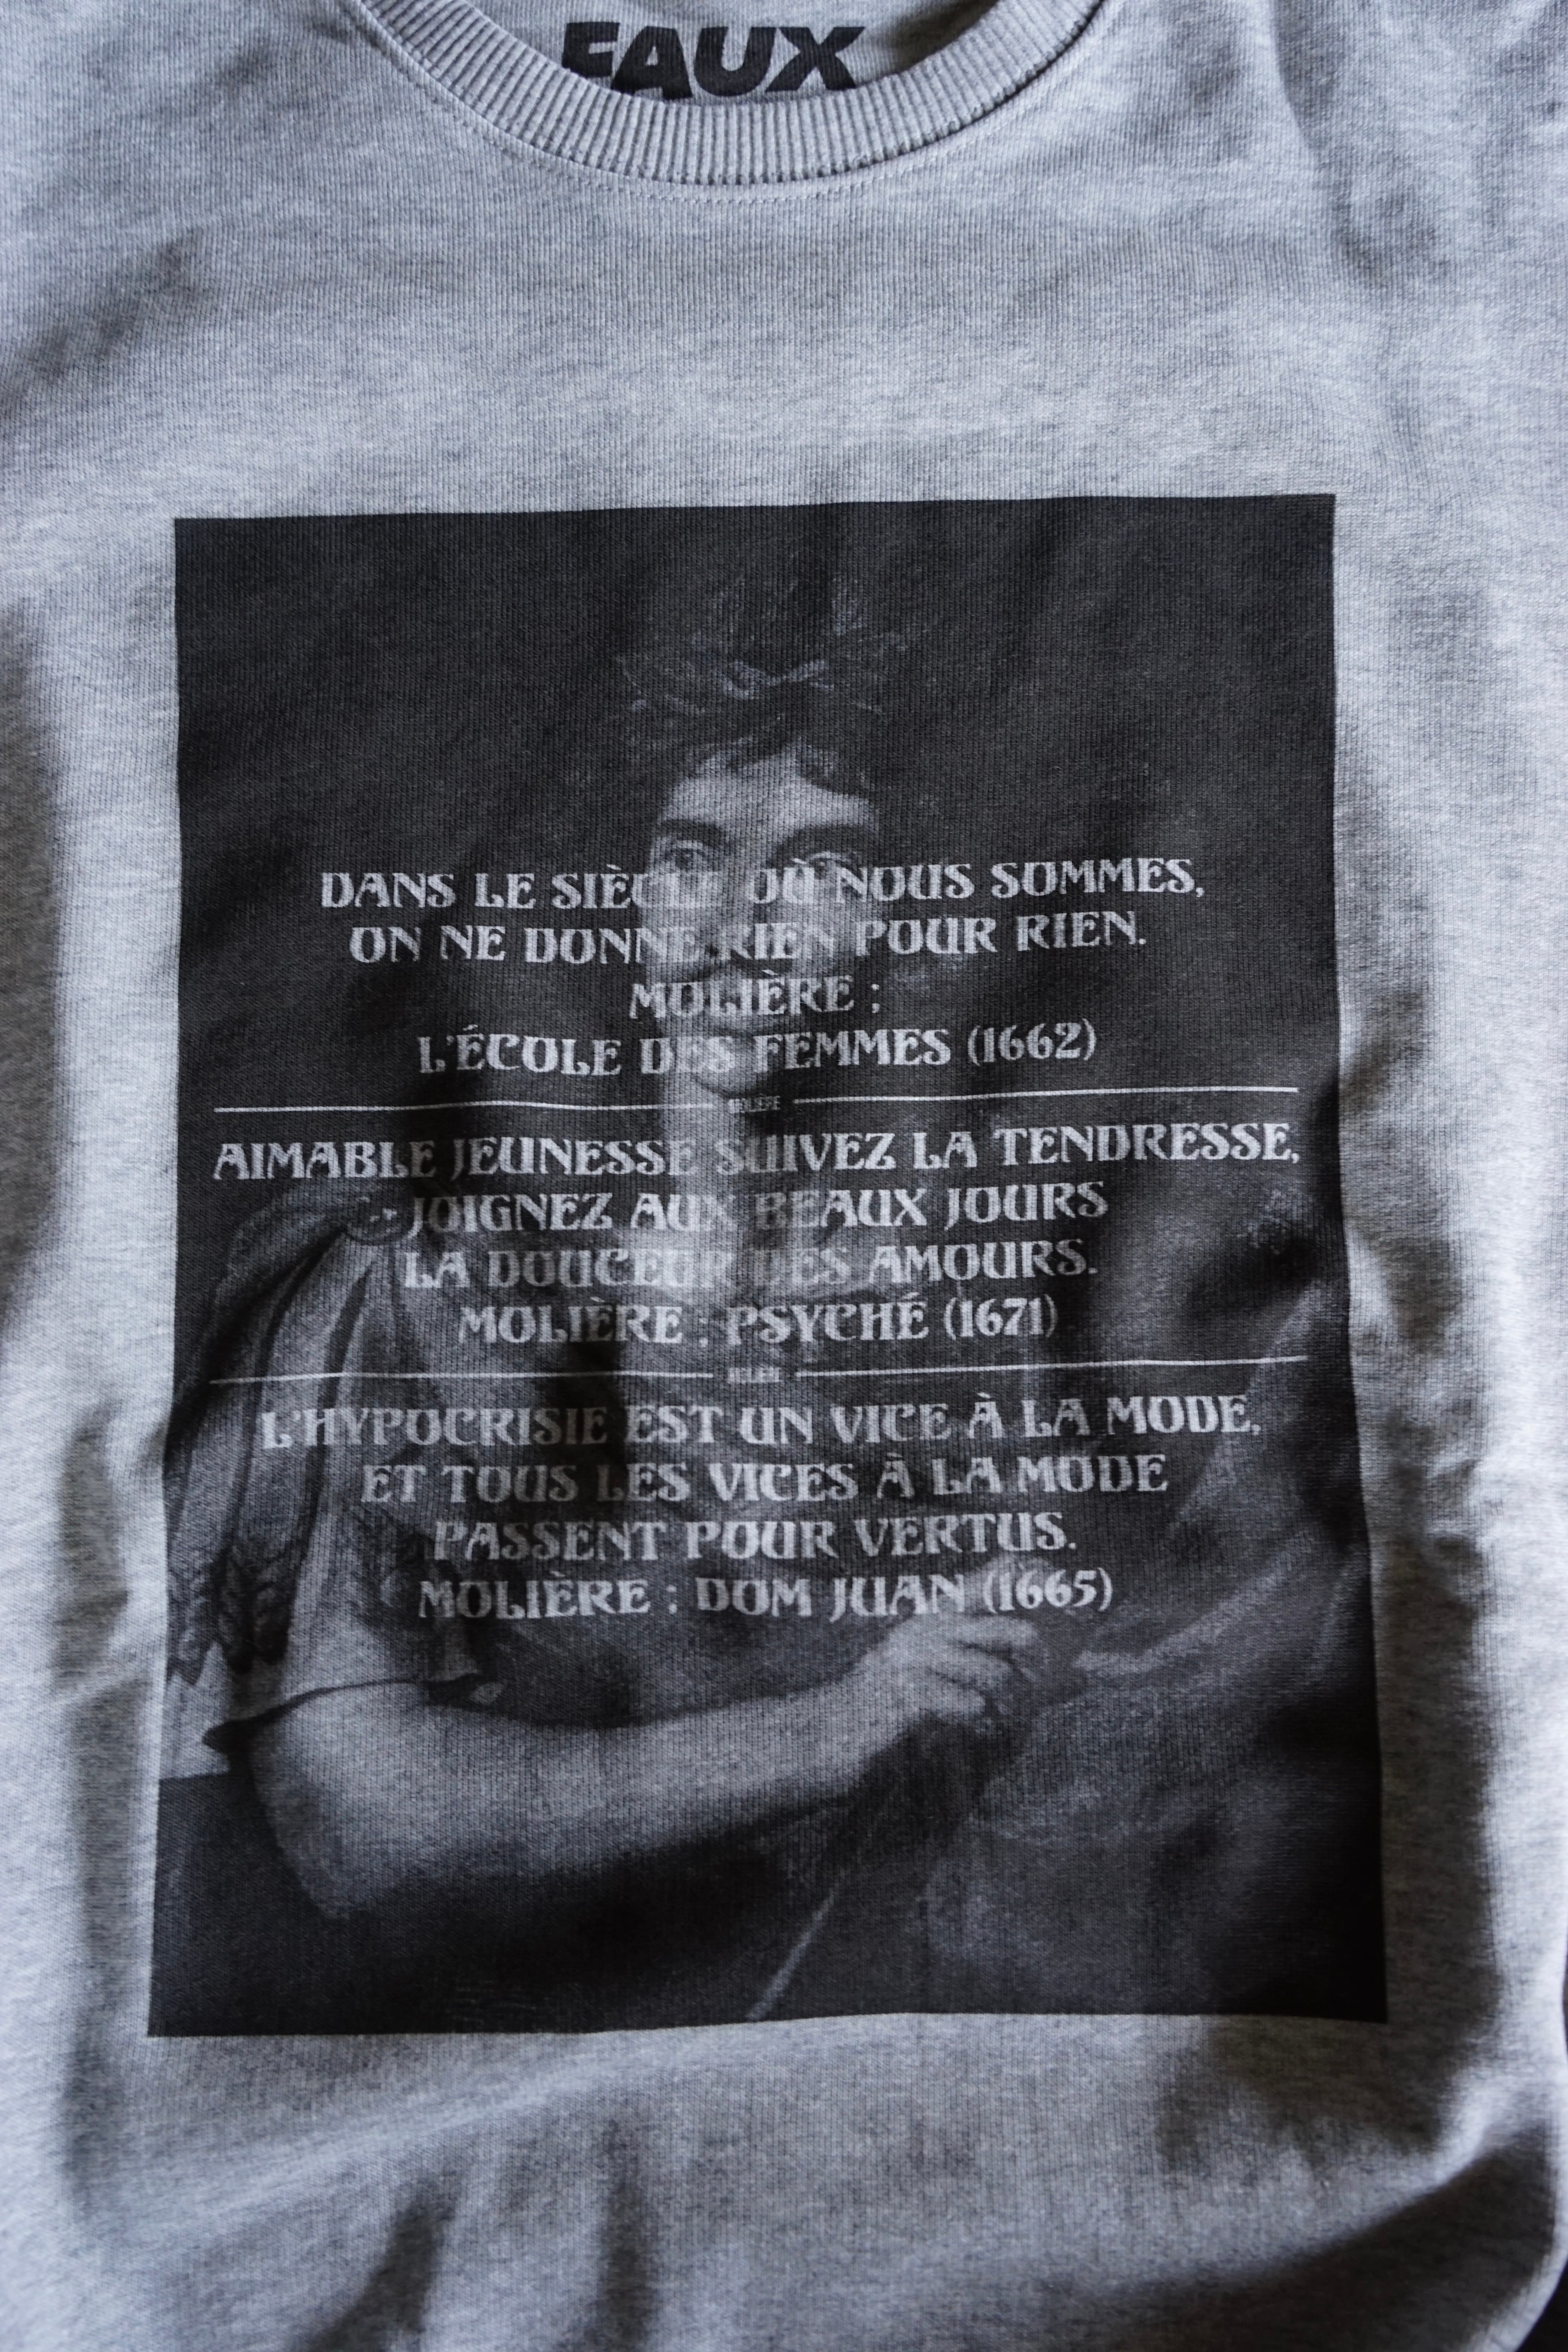 FAUX
DANS LE SIÈCLE OÙ NOUS SOMMES,
ON NE DONNE RIEN POUR RIEN.
MOLIÈRE ;
L'ÉCOLE DES FEMMES (1662)
MOLIÈRE
AIMABLE JEUNESSE SUIVEZ LA TENDRESSE,
JOIGNEZ AUX BEAUX JOURS
LA DOUCEUR DES AMOURS.
MOLIÈRE ; PSYCHÉ (1671)
L'HYPOCRISIE EST UN VICE À LA MODE,
ET TOUS LES VICES À LA MODE
PASSENT POUR VERTUS.
MOLIÈRE : DOM JUAN (1665)